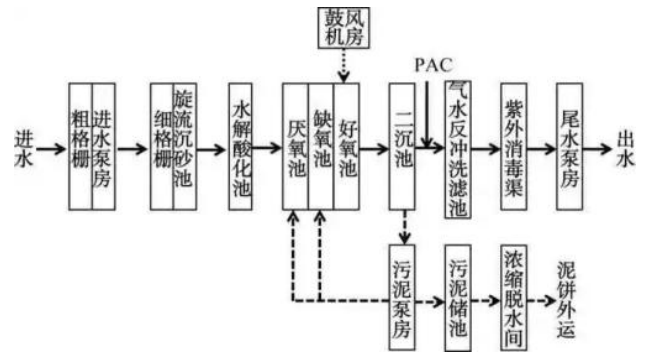 鼓风
机房
PAC
进水
粗格栅
进水泵房
细格栅
旋流沉砂池
水解酸化池
厌氧池
缺氧池
好氧池
二沉池
气水反冲洗滤池
紫外消毒渠
尾水泵房
出水
污泥泵房
污泥储池
浓缩脱水间
泥饼外运